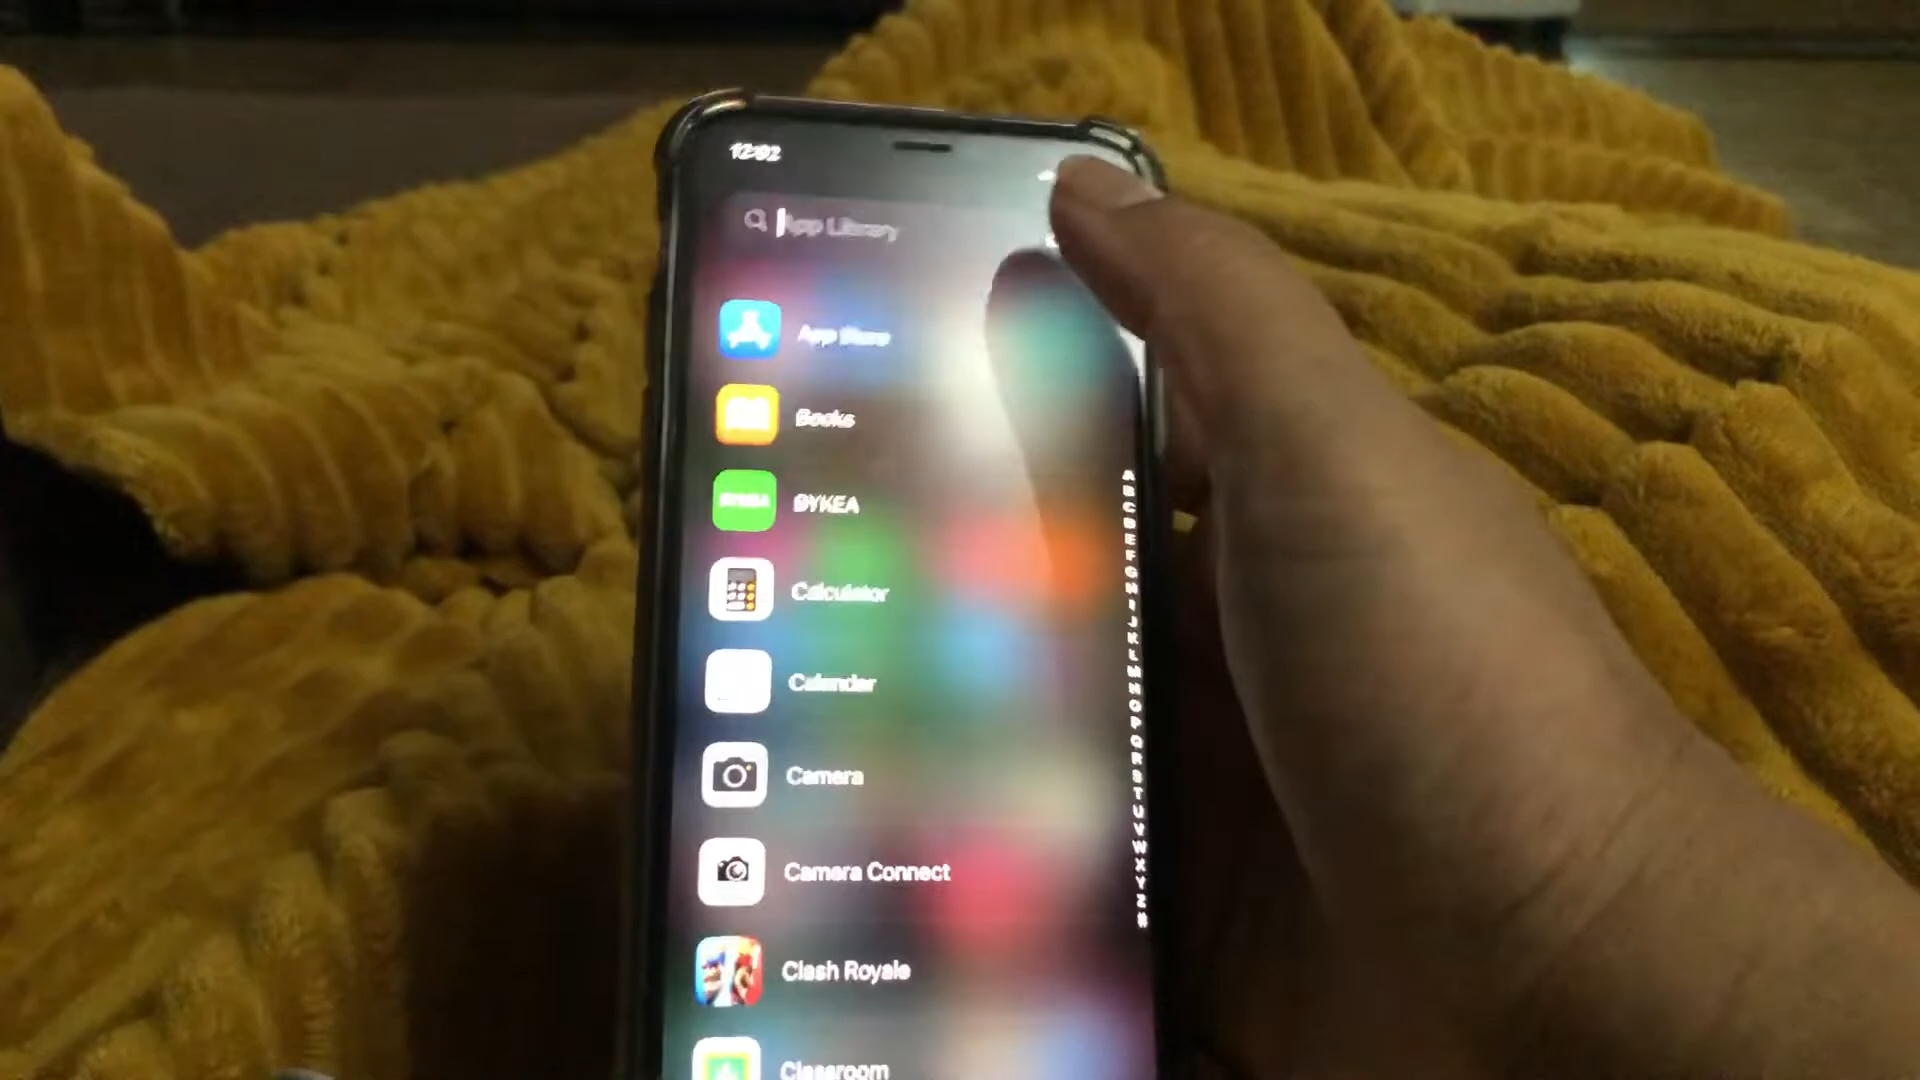 12:02
App Library
App Store
Books
BYKEA
Calculator
Calendar
Camera
Camera Connect
Clash Royale
Classroom
A
B
C
D
E
F
G
H
I
J
K
L
M
N
O
P
Q
R
S
T
U
V
W
X
Y
Z
#